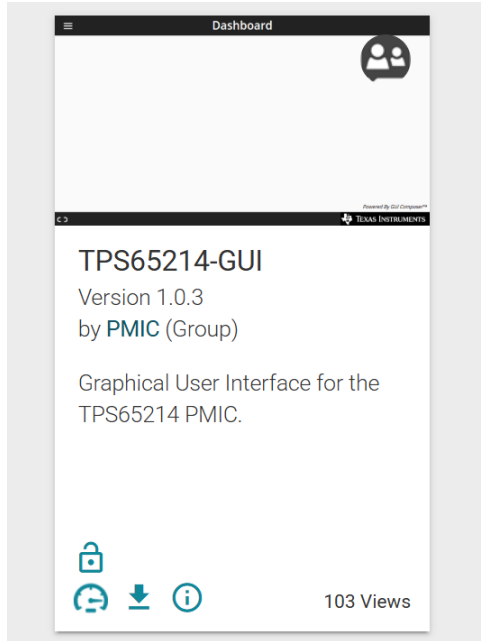 Dashboard
Powered By GUI Composer™
TEXAS INSTRUMENTS
TPS65214-GUI
Version 1.0.3
by PMIC (Group)
Graphical User Interface for the
TPS65214 PMIC.
103 Views